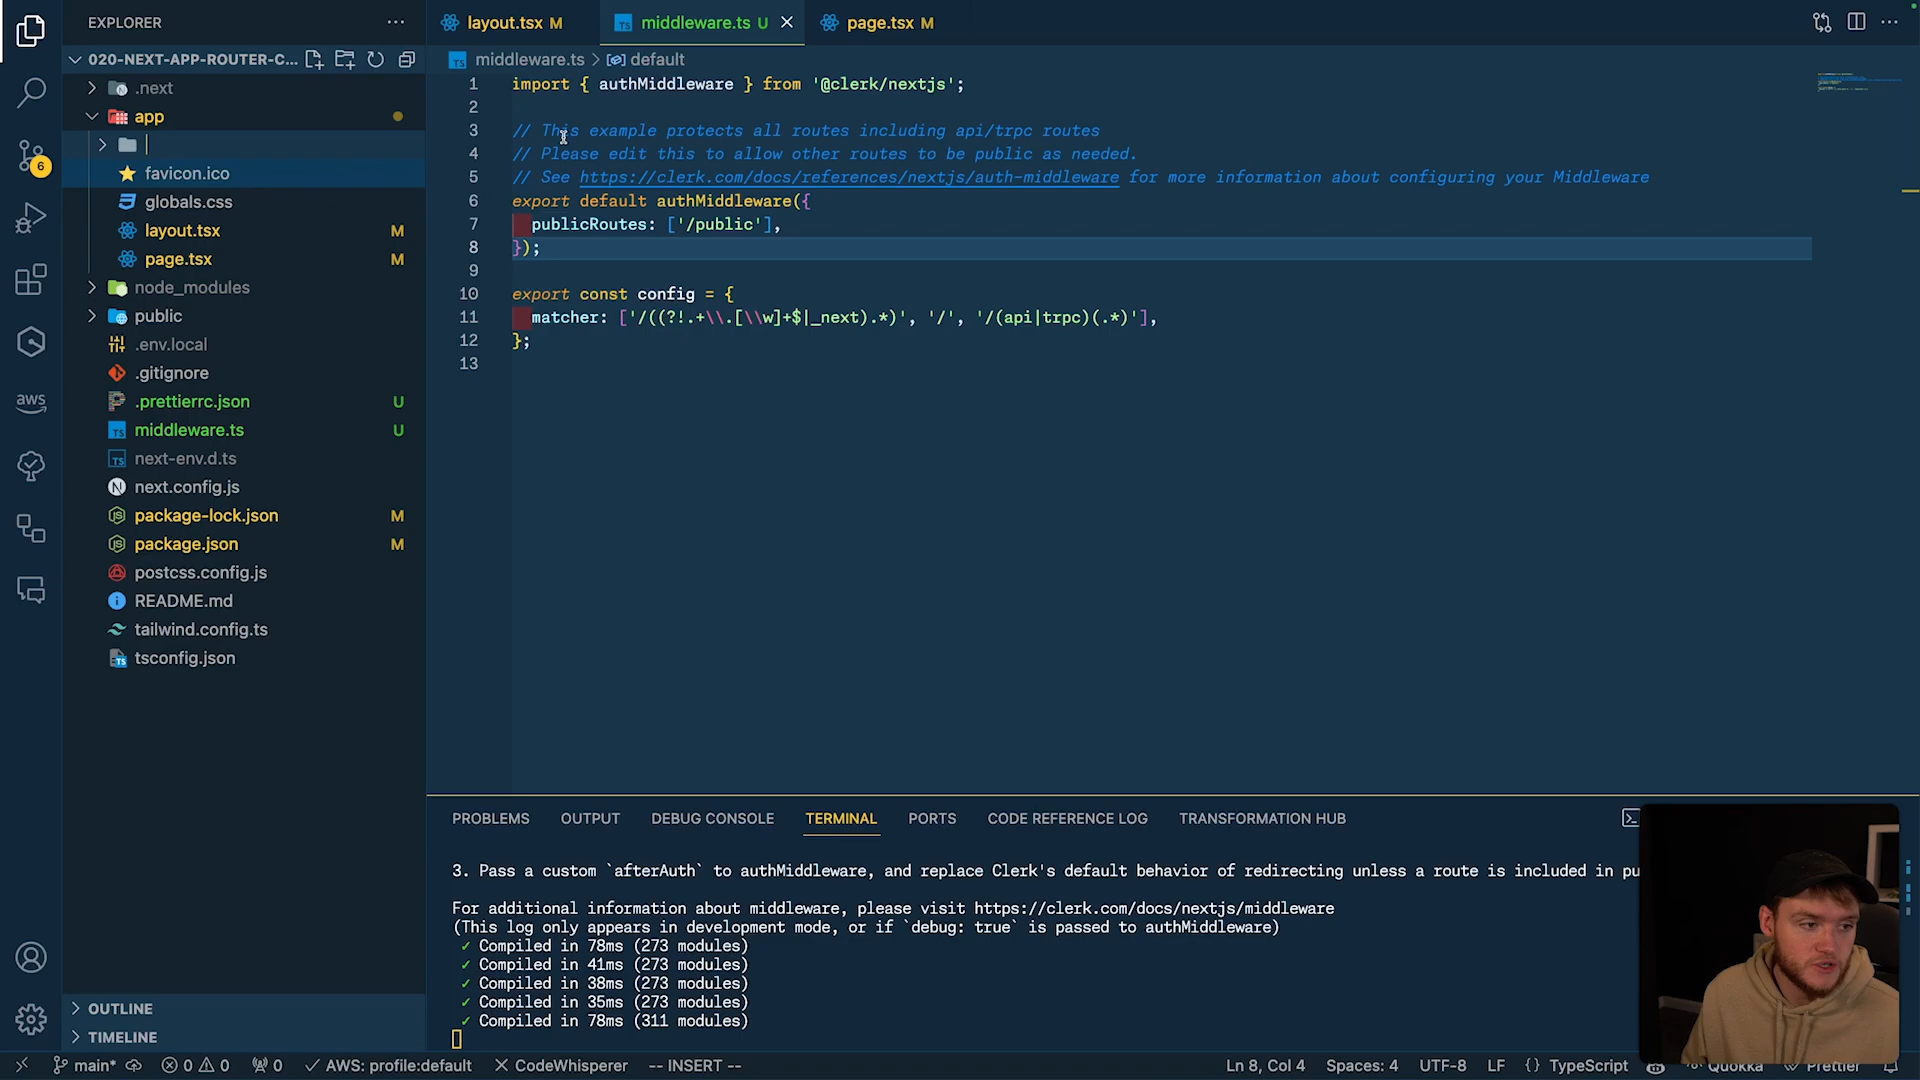 EXPLORER
020-NEXT-APP-ROUTER-C...
.next
app
favicon.ico
globals.css
layout.tsx M
page.tsx M
node_modules
public
.env.local
.gitignore
.prettierrc.json U
middleware.ts U
next-env.d.ts
next.config.js
package-lock.json M
package.json M
postcss.config.js
README.md
tailwind.config.ts
tsconfig.json
OUTLINE
TIMELINE
6
aws
layout.tsx M
middleware.ts U
page.tsx M
middleware.ts > default
1 import { authMiddleware } from '@clerk/nextjs';
2
3 // This example protects all routes including api/trpc routes
4 // Please edit this to allow other routes to be public as needed.
5 // See https://clerk.com/docs/references/nextjs/auth-middleware for more information about configuring your Middleware
6 export default authMiddleware({
7 publicRoutes: ['/public'],
8 });
9
10 export const config = {
11 matcher: ['/((?!.+\\.[\\w]+$|_next).*)', '/', '/(api|trpc)(.*)'],
12 };
13
PROBLEMS OUTPUT DEBUG CONSOLE TERMINAL PORTS CODE REFERENCE LOG TRANSFORMATION HUB
3. Pass a custom `afterAuth` to authMiddleware, and replace Clerk's default behavior of redirecting unless a route is included in pu
For additional information about middleware, please visit https://clerk.com/docs/nextjs/middleware
(This log only appears in development mode, or if `debug: true` is passed to authMiddleware)
✓ Compiled in 78ms (273 modules)
✓ Compiled in 41ms (273 modules)
✓ Compiled in 38ms (273 modules)
✓ Compiled in 35ms (273 modules)
✓ Compiled in 78ms (311 modules)
main* 0 0 0 AWS: profile:default CodeWhisperer -- INSERT -- Ln 8, Col 4 Spaces: 4 UTF-8 LF {} TypeScript Quokka Prettier